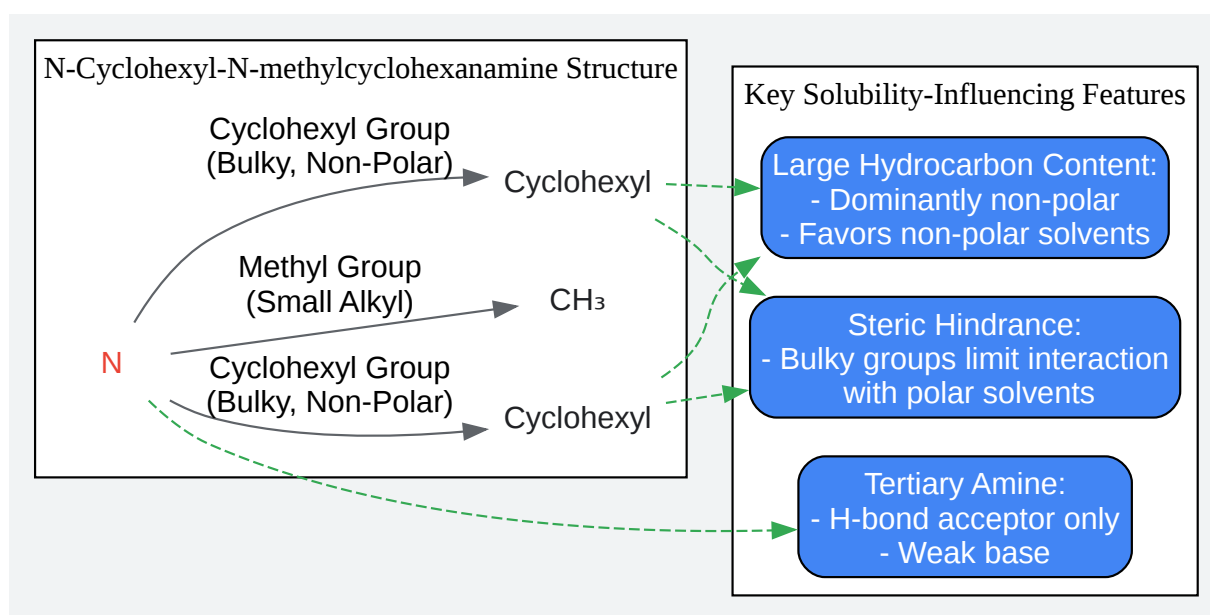 N-Cyclohexyl-N-methylcyclohexanamine Structure
Cyclohexyl Group
(Bulky, Non-Polar)
Cyclohexyl
Methyl Group
(Small Alkyl)
CH₃
N
Cyclohexyl Group
(Bulky, Non-Polar)
Cyclohexyl
Key Solubility-Influencing Features
Large Hydrocarbon Content:
- Dominantly non-polar
- Favors non-polar solvents
Steric Hindrance:
- Bulky groups limit interaction
with polar solvents
Tertiary Amine:
- H-bond acceptor only
- Weak base